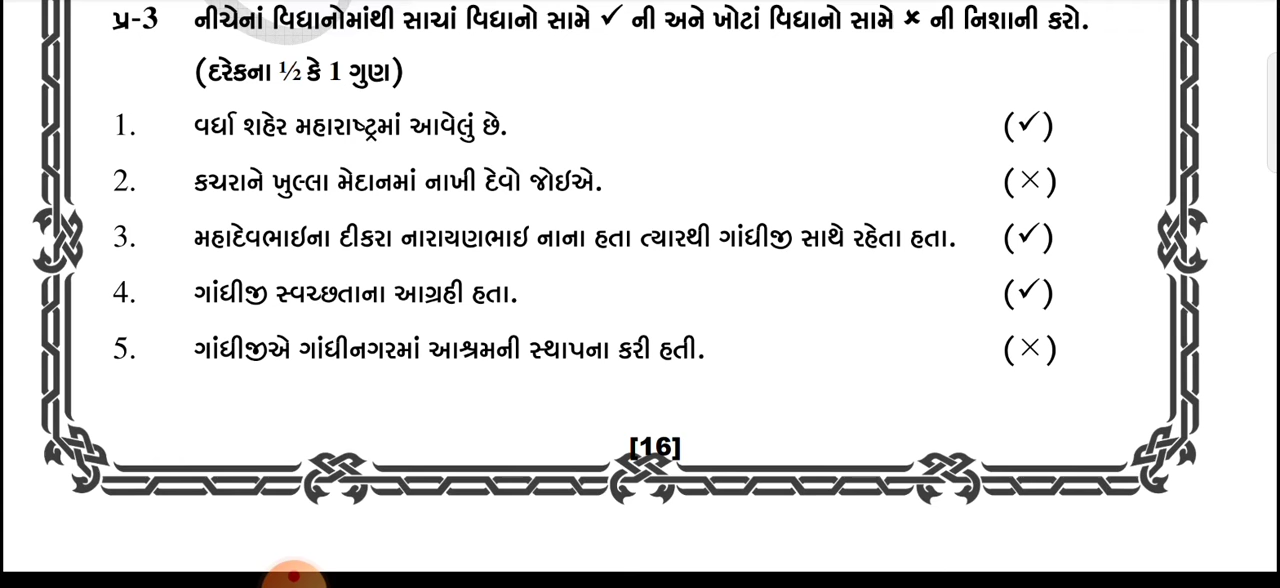 પ્ર-3 નીચેનાં વિધાનોમાંથી સાચાં વિધાનો સામે ✓ ની અને ખોટાં વિધાનો સામે ✗ ની નિશાની કરો.
(દરેકના ½ કે 1 ગુણ)
1. વર્ધા શહેર મહારાષ્ટ્રમાં આવેલું છે. (✓)
2. કચરાને ખુલ્લા મેદાનમાં નાખી દેવો જોઇએ. (×)
3. મહાદેવભાઇના દીકરા નારાયણભાઇ નાના હતા ત્યારથી ગાંધીજી સાથે રહેતા હતા. (✓)
4. ગાંધીજી સ્વચ્છતાના આગ્રહી હતા. (✓)
5. ગાંધીજીએ ગાંધીનગરમાં આશ્રમની સ્થાપના કરી હતી. (×)
[16]